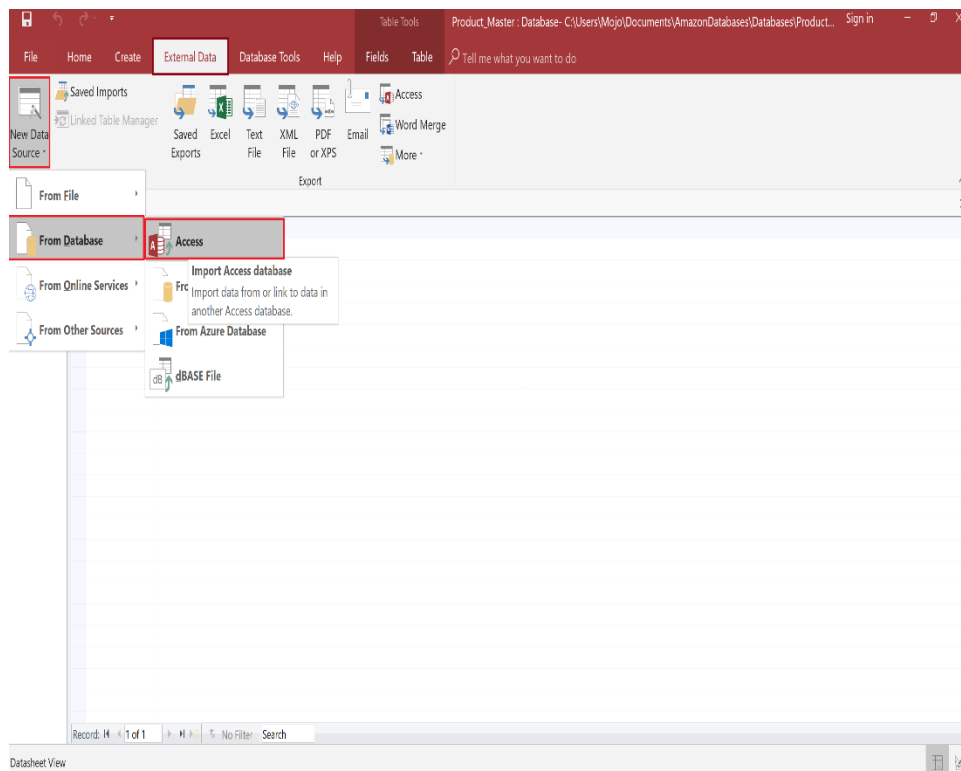 Table Tools
Product_Master : Database- C:\Users\Mojo\Documents\AmazonDatabases\Databases\Product...
Sign in
File
Home
Create
External Data
Database Tools
Help
Fields
Table
Tell me what you want to do
New Data
Source
Saved Imports
Linked Table Manager
Saved
Exports
Excel
Text
File
XML
File
PDF
or XPS
Email
Access
Word Merge
More
Export
From File
From Database
From Online Services
From Other Sources
Access
Import Access database
Import data from or link to data in
another Access database.
From Azure Database
dBASE File
dB
Record:
1 of 1
No Filter
Search
Datasheet View